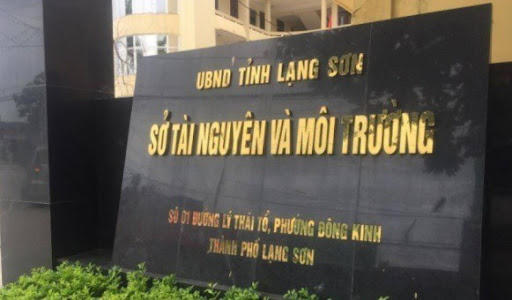 UBND TỈNH LẠNG SƠN
SỞ TÀI NGUYÊN VÀ MÔI TRƯỜNG
SỐ 01 ĐƯỜNG LÝ THÁI TỔ, PHƯỜNG ĐÔNG KINH
THÀNH PHỐ LẠNG SƠN